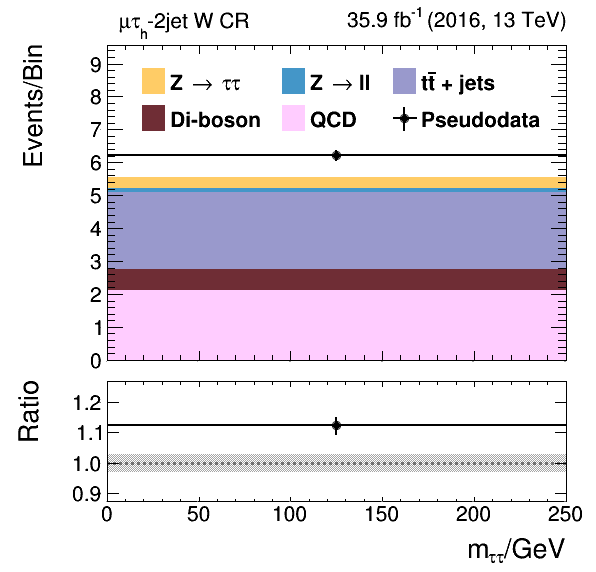 μτh-2jet W CR 35.9 fb-1 (2016, 13 TeV)
Events/Bin
9
8
7
6
5
4
3
2
1
0
Z → ττ Z → ll tt̄ + jets
Di-boson QCD Pseudodata
Ratio
1.2
1.1
1.0
0.9
0 50 100 150 200 250
mττ/GeV